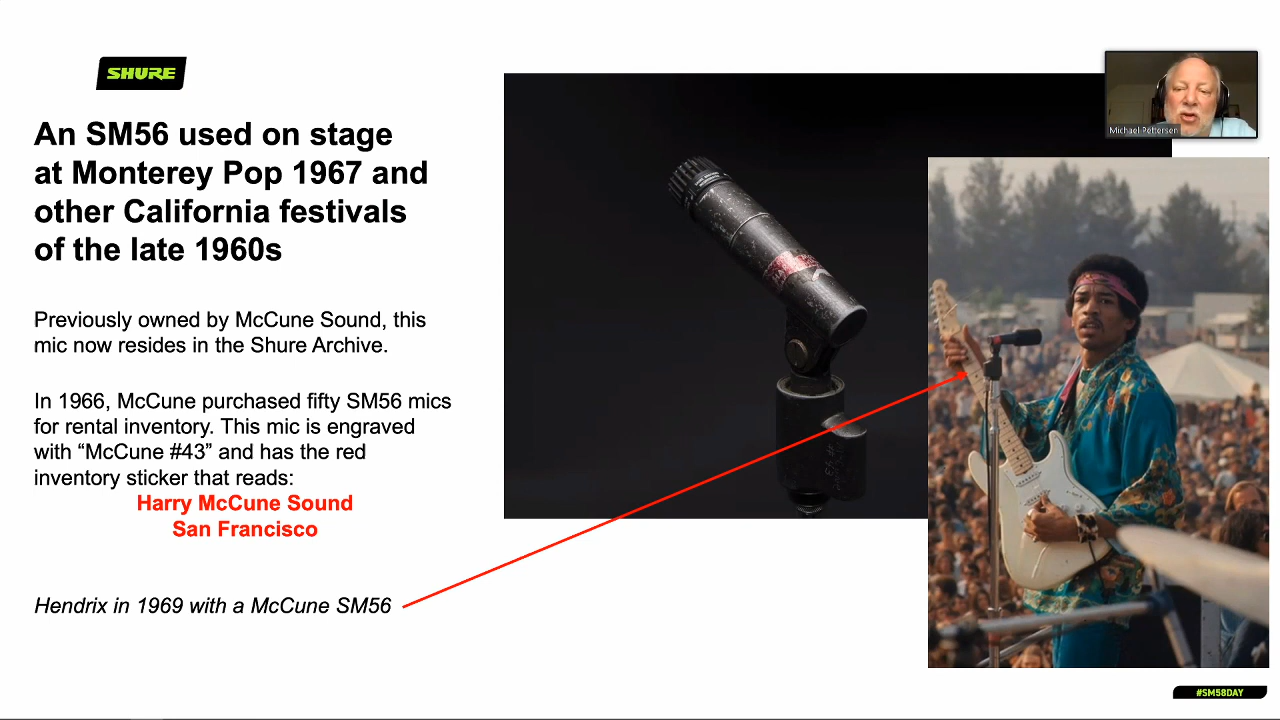 SHURE
An SM56 used on stage
at Monterey Pop 1967 and
other California festivals
of the late 1960s
Previously owned by McCune Sound, this
mic now resides in the Shure Archive.
In 1966, McCune purchased fifty SM56 mics
for rental inventory. This mic is engraved
with “McCune #43” and has the red
inventory sticker that reads:
Harry McCune Sound
San Francisco
Hendrix in 1969 with a McCune SM56
Michael Pettersen
#SM58DAY